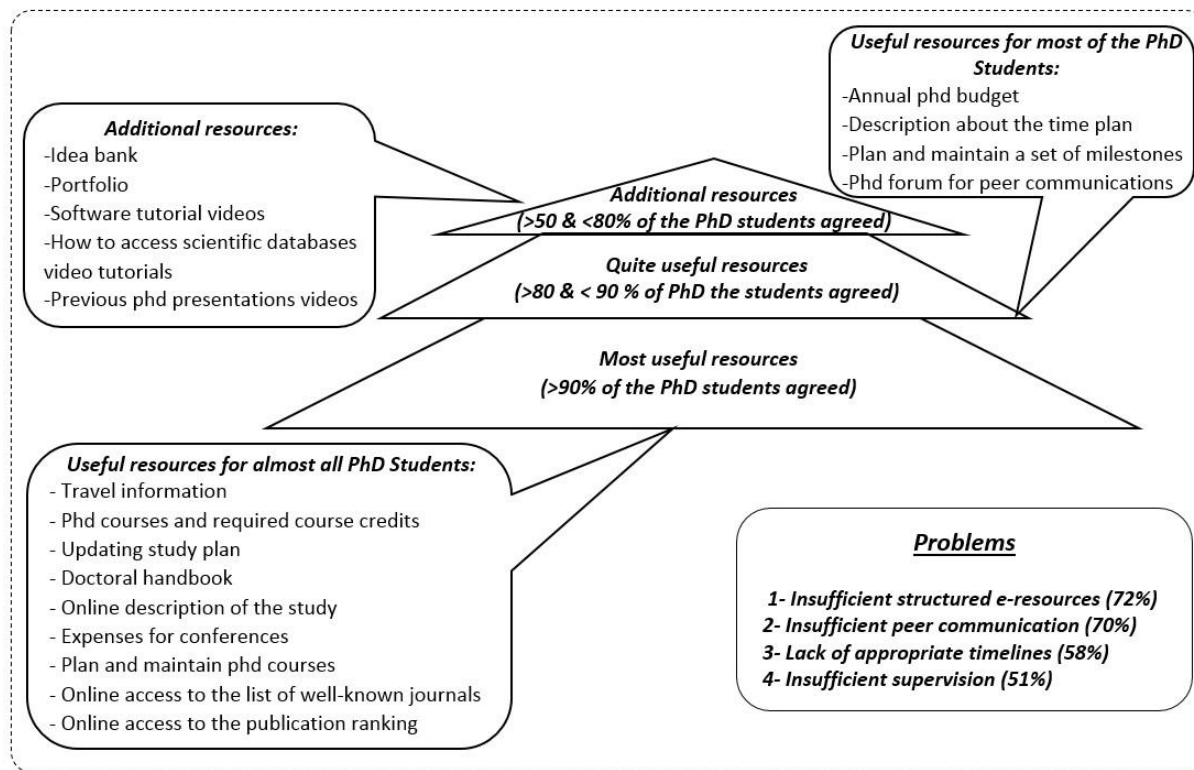 Useful resources for most of the PhD
Students:
-Annual phd budget
-Description about the time plan
-Plan and maintain a set of milestones
-Phd forum for peer communications
Additional resources:
-Idea bank
-Portfolio
-Software tutorial videos
-How to access scientific databases
video tutorials
-Previous phd presentations videos
Additional resources
(>50 & <80% of the PhD students agreed)
Quite useful resources
(>80 & < 90 % of PhD the students agreed)
Most useful resources
(>90% of the PhD students agreed)
Useful resources for almost all PhD Students:
- Travel information
- Phd courses and required course credits
- Updating study plan
- Doctoral handbook
- Online description of the study
- Expenses for conferences
- Plan and maintain phd courses
- Online access to the list of well-known journals
- Online access to the publication ranking
Problems
1- Insufficient structured e-resources (72%)
2- Insufficient peer communication (70%)
3- Lack of appropriate timelines (58%)
4- Insufficient supervision (51%)